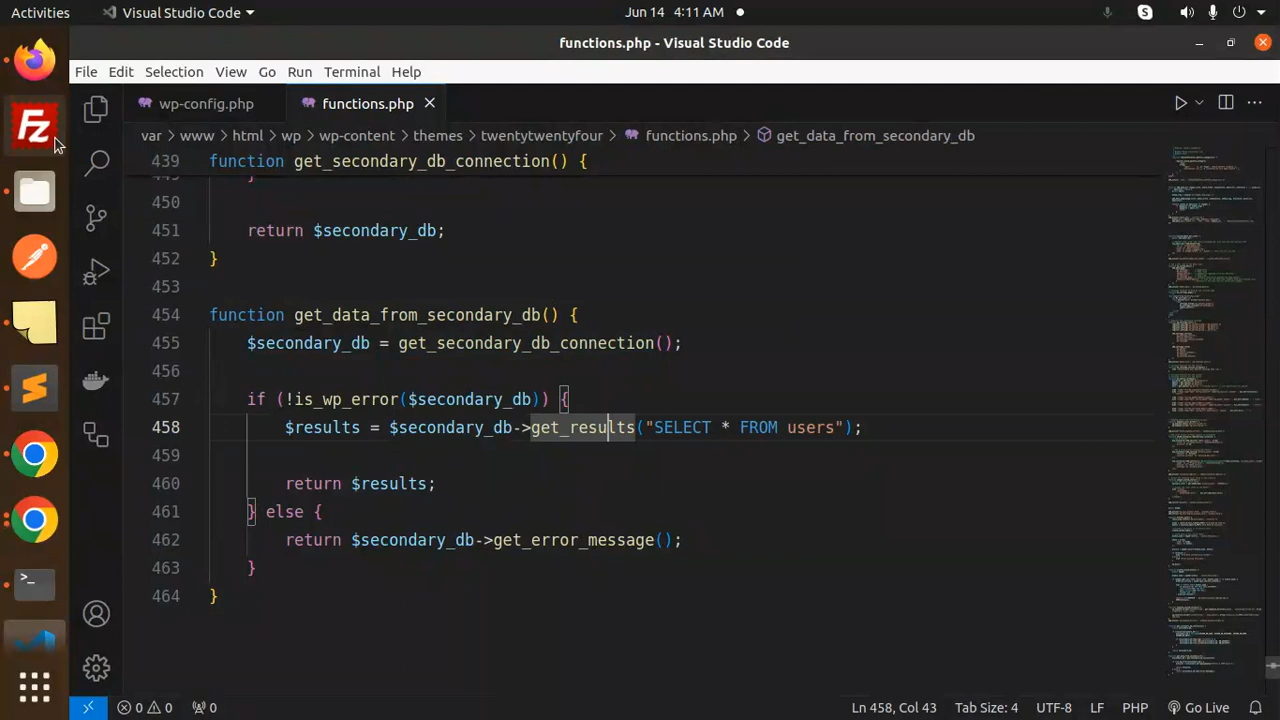 Activities Visual Studio Code Jun 14 4:11 AM
functions.php - Visual Studio Code
File Edit Selection View Go Run Terminal Help
wp-config.php functions.php
var > www > html > wp > wp-content > themes > twentytwentyfour > functions.php > get_data_from_secondary_db
439 function get_secondary_db_connection() {
449 }
450
451 return $secondary_db;
452 }
453
454 function get_data_from_secondary_db() {
455 $secondary_db = get_secondary_db_connection();
456
457 if (!is_wp_error($secondary_db)) {
458 $results = $secondary_db->get_results("SELECT * FROM users");
459
460 return $results;
461 } else {
462 return $secondary_db->get_error_message();
463 }
464 }
0 0 0 Ln 458, Col 43 Tab Size: 4 UTF-8 LF PHP Go Live